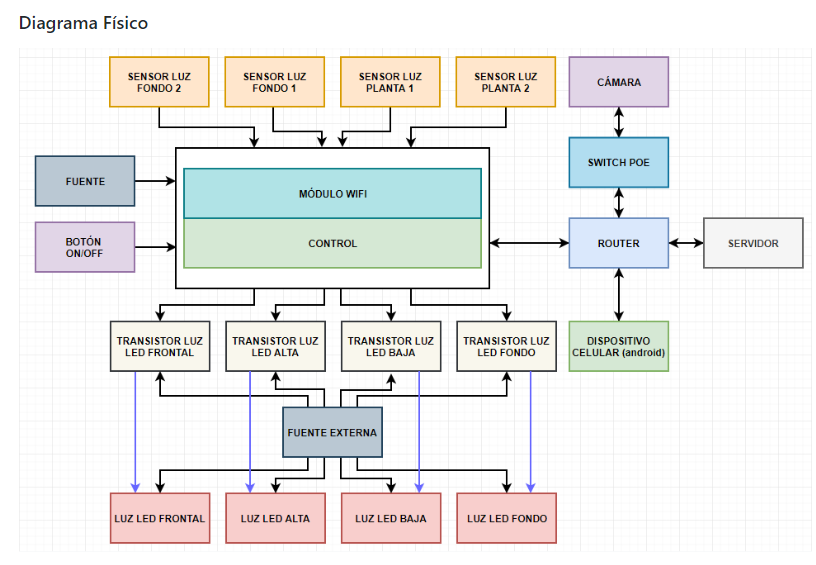 Diagrama Físico
SENSOR LUZ
FONDO 2
SENSOR LUZ
FONDO 1
SENSOR LUZ
PLANTA 1
SENSOR LUZ
PLANTA 2
CÁMARA
SWITCH POE
FUENTE
MÓDULO WIFI
BOTÓN
ON/OFF
CONTROL
ROUTER
SERVIDOR
TRANSISTOR LUZ
LED FRONTAL
TRANSISTOR LUZ
LED ALTA
TRANSISTOR LUZ
LED BAJA
TRANSISTOR LUZ
LED FONDO
DISPOSITIVO
CELULAR (android)
FUENTE EXTERNA
LUZ LED FRONTAL
LUZ LED ALTA
LUZ LED BAJA
LUZ LED FONDO